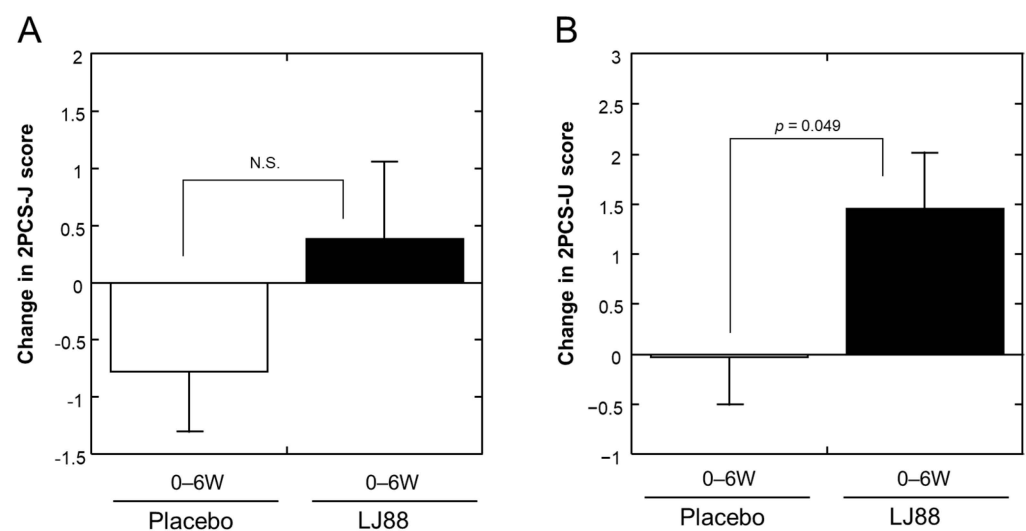 A
Change in 2PCS-J score
2
1.5
1
0.5
0
-0.5
-1
-1.5
N.S.
0–6W
0–6W
Placebo
LJ88
B
Change in 2PCS-U score
3
2.5
2
1.5
1
0.5
0
−0.5
−1
p = 0.049
0–6W
0–6W
Placebo
LJ88